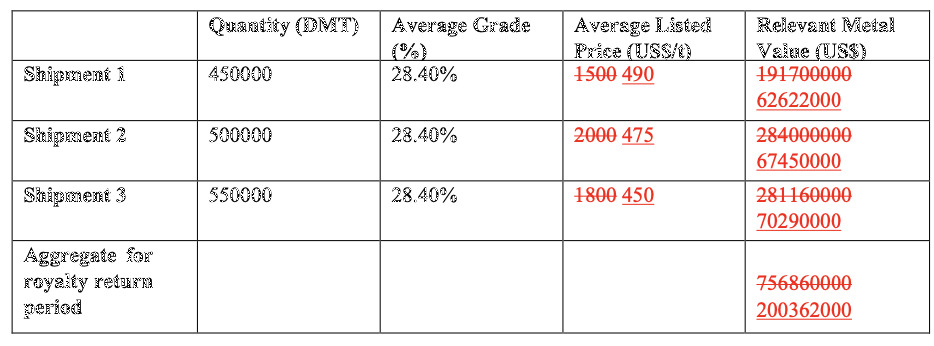 Quantity (DMT) Average Grade Average Listed Relevant Metal
(%) Price (US$/t) Value (US$)
Shipment 1 450000 28.40% 1500 490 191700000
62622000
Shipment 2 500000 28.40% 2000 475 284000000
67450000
Shipment 3 550000 28.40% 1800 450 281160000
70290000
Aggregate for
royalty return
period
756860000
200362000